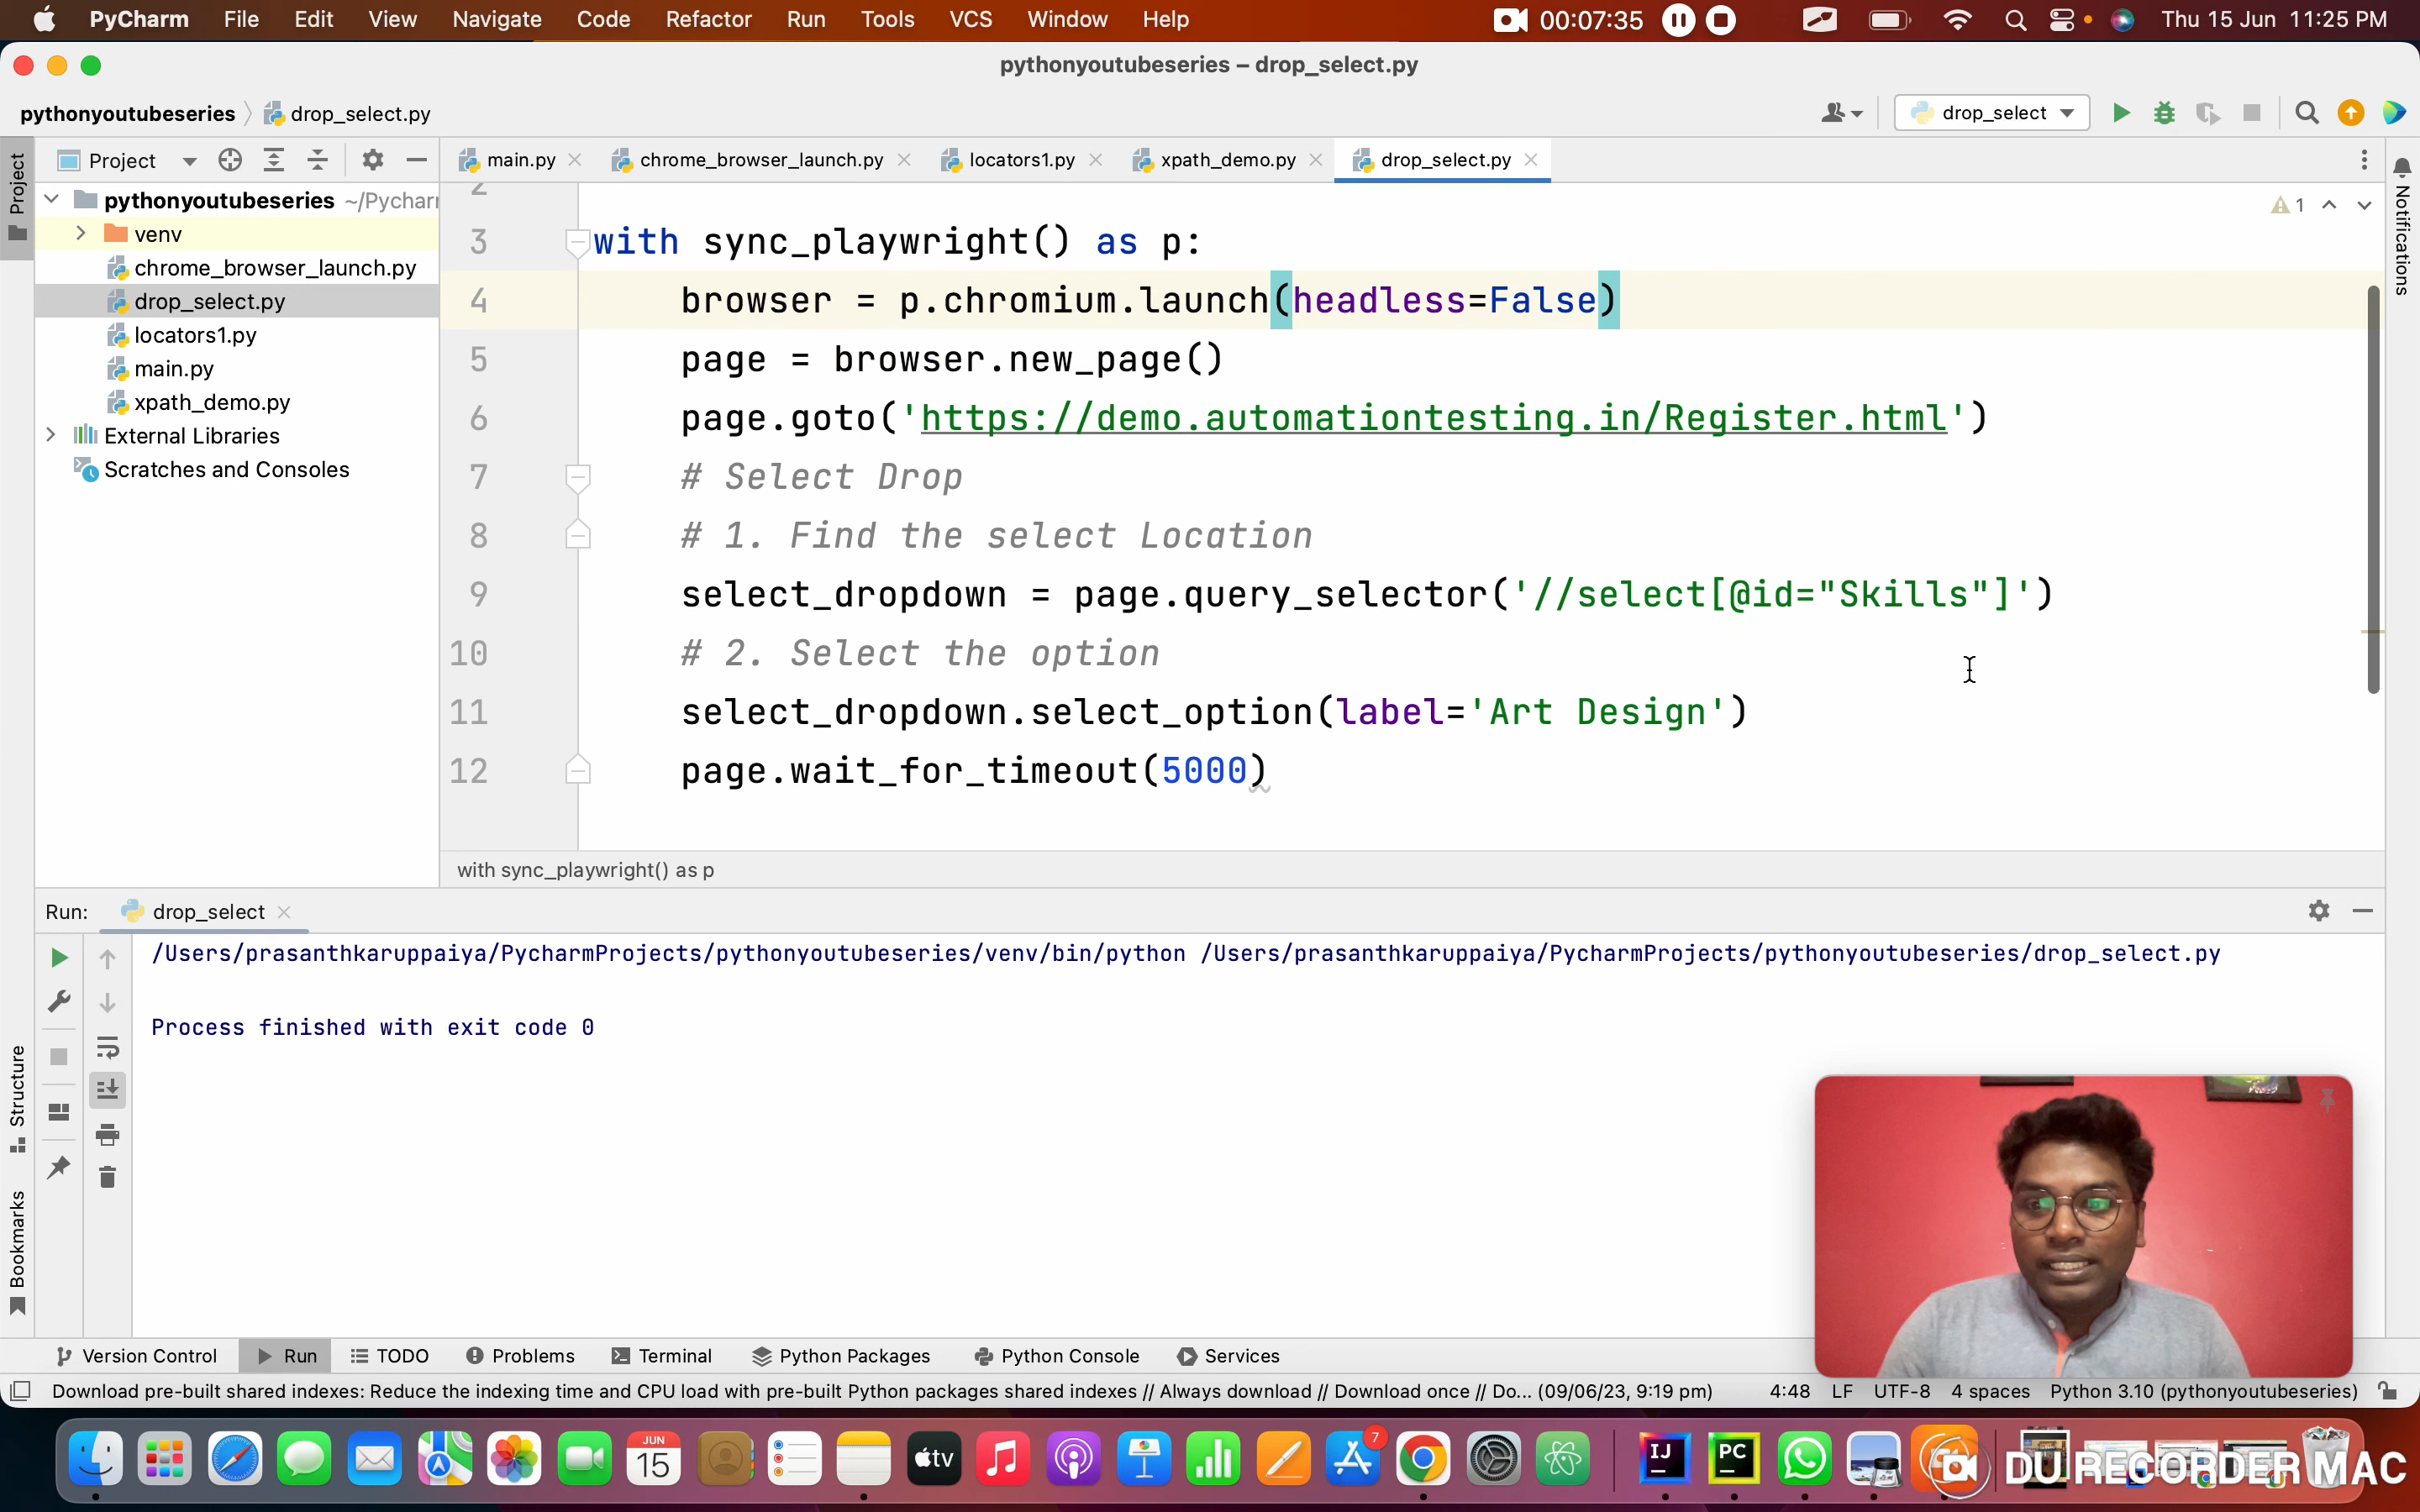 PyCharm File Edit View Navigate Code Refactor Run Tools VCS Window Help 00:07:35 Thu 15 Jun 11:25 PM
pythonyoutubeseries – drop_select.py
pythonyoutubeseries drop_select.py drop_select
Project main.py chrome_browser_launch.py locators1.py xpath_demo.py drop_select.py
Project
Notifications
pythonyoutubeseries
venv
chrome_browser_launch.py
drop_select.py
locators1.py
main.py
xpath_demo.py
External Libraries
Scratches and Consoles
1
2
3 with sync_playwright() as p:
4 browser = p.chromium.launch(headless=False)
5 page = browser.new_page()
6 page.goto('https://demo.automationtesting.in/Register.html')
7 # Select Drop
8 # 1. Find the select Location
9 select_dropdown = page.query_selector('//select[@id="Skills"]')
10 # 2. Select the option
11 select_dropdown.select_option(label='Art Design')
12 page.wait_for_timeout(5000)
with sync_playwright() as p
Run: drop_select
/Users/prasanthkaruppaiya/PycharmProjects/pythonyoutubeseries/venv/bin/python /Users/prasanthkaruppaiya/PycharmProjects/pythonyoutubeseries/drop_select.py
Process finished with exit code 0
Structure
Bookmarks
Version Control Run TODO Problems Terminal Python Packages Python Console Services
Download pre-built shared indexes: Reduce the indexing time and CPU load with pre-built Python packages shared indexes // Always download // Download once // Do... (09/06/23, 9:19 pm) 4:48 LF UTF-8 4 spaces Python 3.10 (pythonyoutubeseries)
JUN
15
tv
7
IJ
PC
DU RECORDER MAC